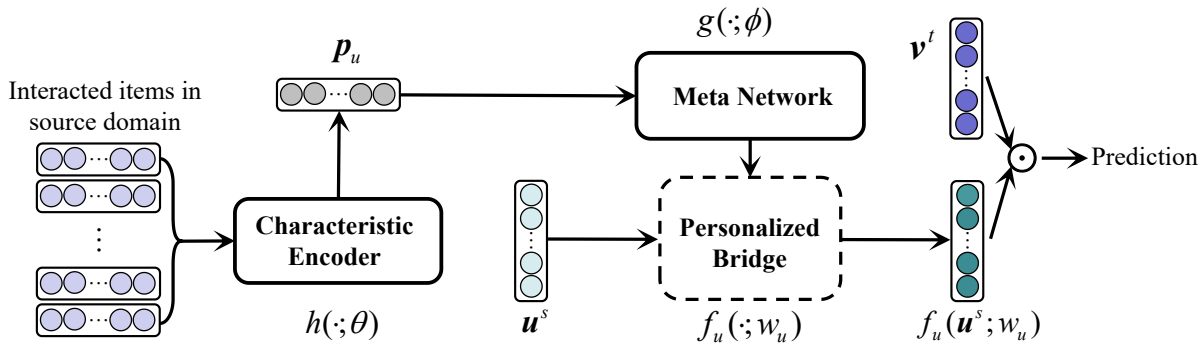 g(·;ϕ)
p_u
v^t
Interacted items in
source domain
Meta Network
Prediction
Characteristic
Encoder
Personalized
Bridge
h(·;θ)
u^s
f_u(·;w_u)
f_u(u^s;w_u)